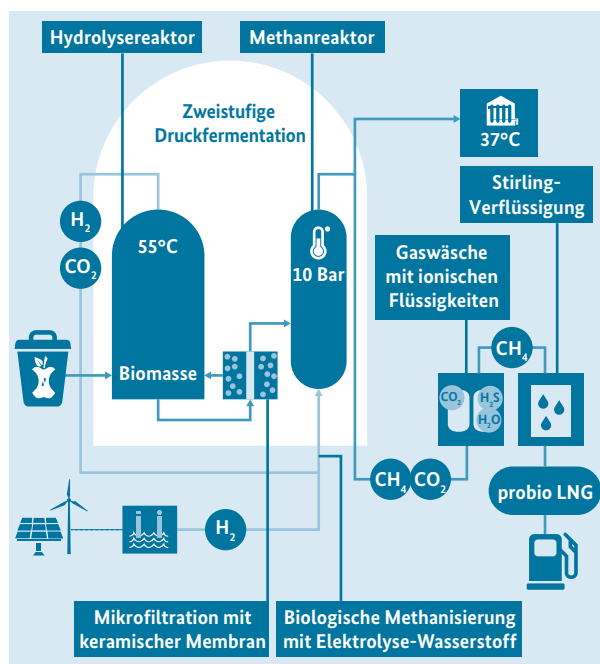 Hydrolysereaktor
Methanreaktor
Zweistufige
Druckfermentation
37°C
Stirling-
Verflüssigung
H₂
CO₂
55°C
10 Bar
Gaswäsche
mit ionischen
Flüssigkeiten
CH₄
Biomasse
CO₂
H₂S
H₂O
CH₄
CO₂
probio LNG
H₂
Mikrofiltration mit
keramischer Membran
Biologische Methanisierung
mit Elektrolyse-Wasserstoff